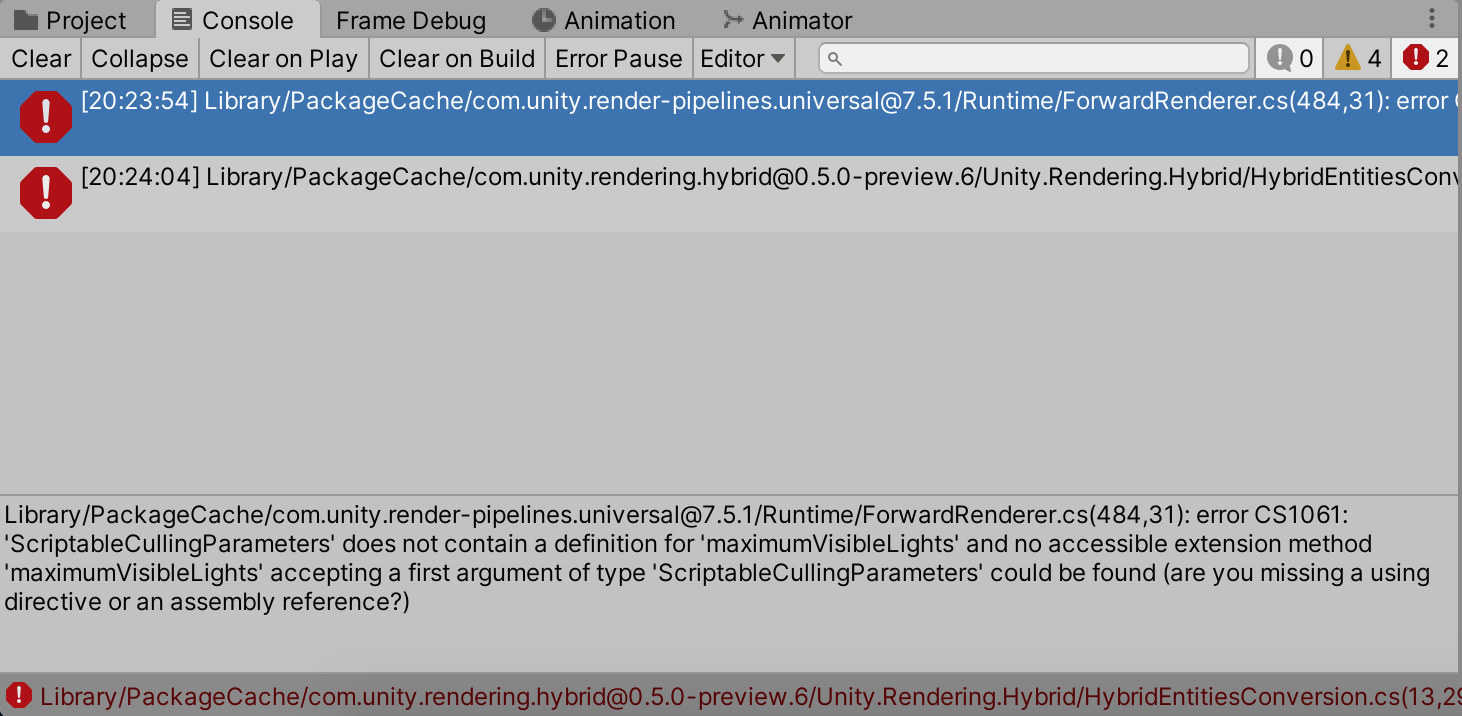 Project Console Frame Debug Animation Animator
Clear Collapse Clear on Play Clear on Build Error Pause Editor 0 4 2
[20:23:54] Library/PackageCache/com.unity.render-pipelines.universal@7.5.1/Runtime/ForwardRenderer.cs(484,31): error
[20:24:04] Library/PackageCache/com.unity.rendering.hybrid@0.5.0-preview.6/Unity.Rendering.Hybrid/HybridEntitiesConv
Library/PackageCache/com.unity.render-pipelines.universal@7.5.1/Runtime/ForwardRenderer.cs(484,31): error CS1061:
'ScriptableCullingParameters' does not contain a definition for 'maximumVisibleLights' and no accessible extension method
'maximumVisibleLights' accepting a first argument of type 'ScriptableCullingParameters' could be found (are you missing a using
directive or an assembly reference?)
Library/PackageCache/com.unity.rendering.hybrid@0.5.0-preview.6/Unity.Rendering.Hybrid/HybridEntitiesConversion.cs(13,29